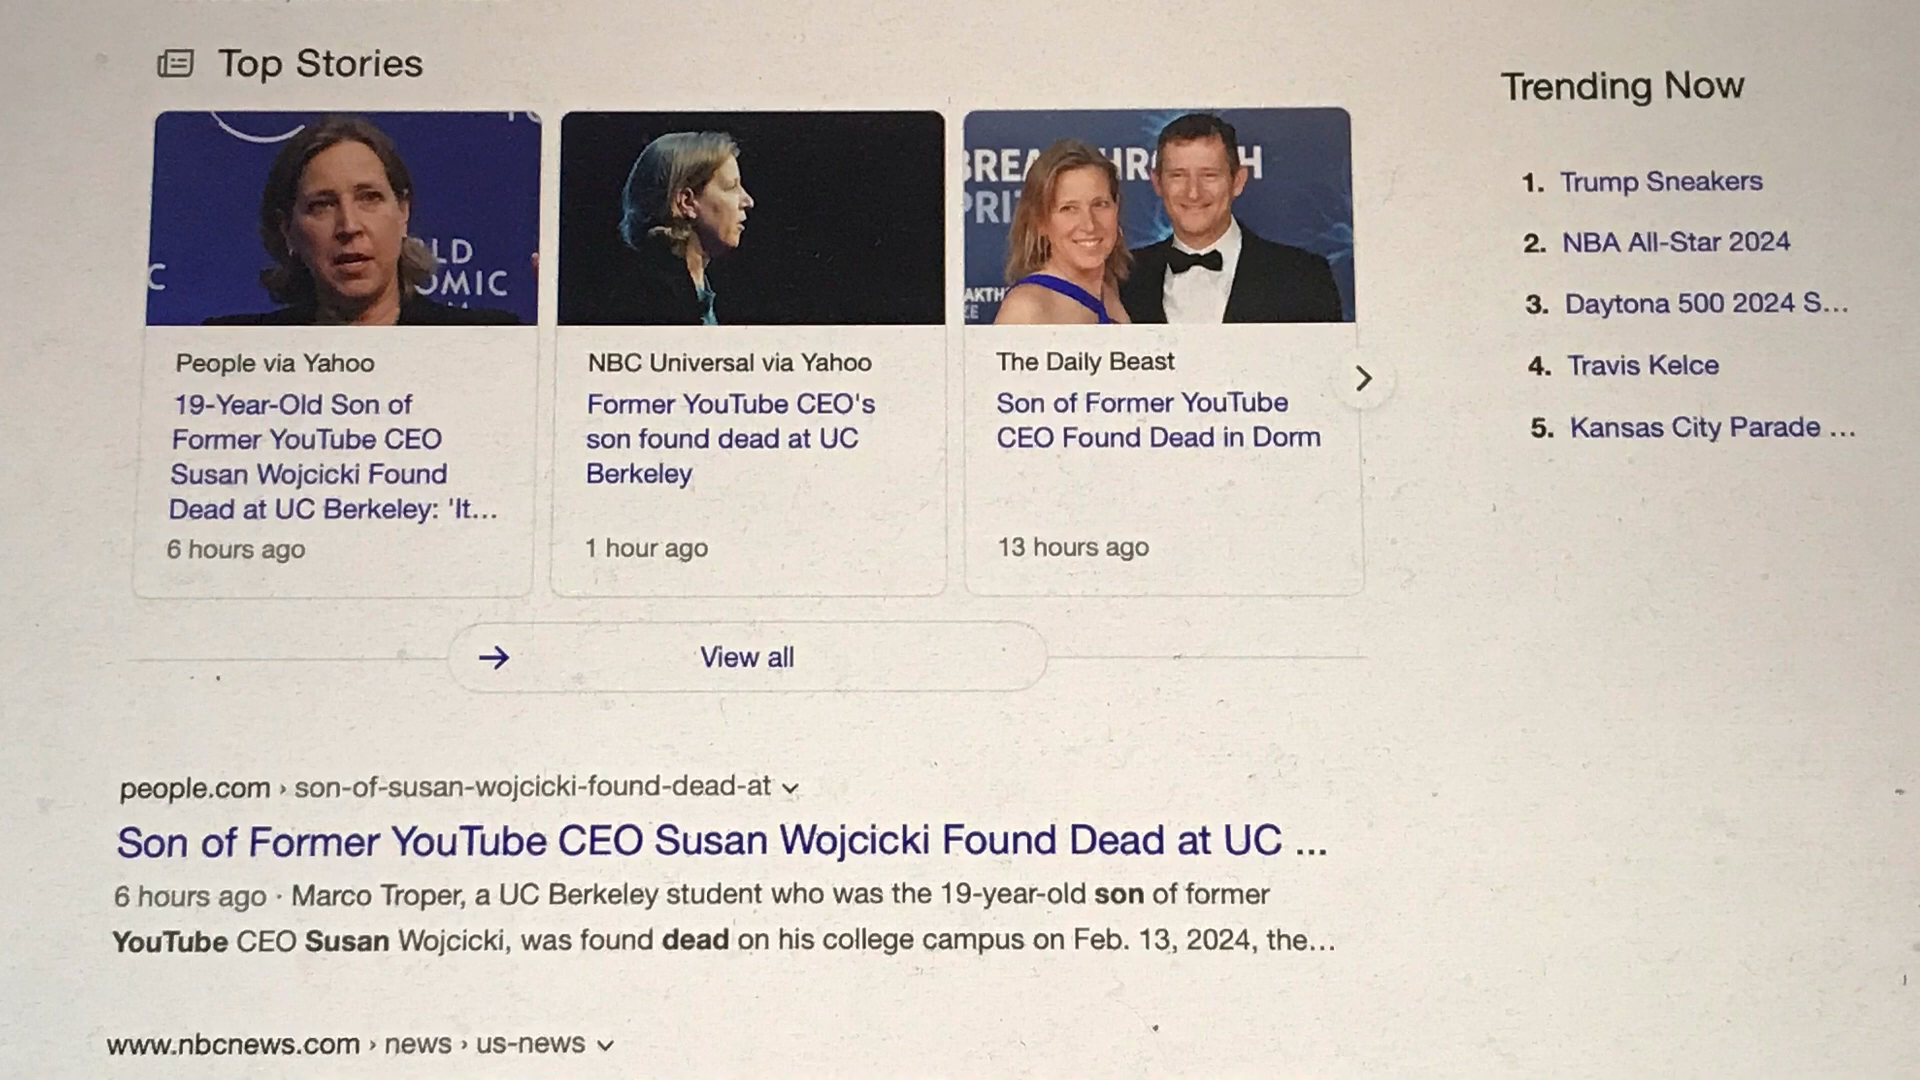 Top Stories
LD
C
OMIC
BREAKTHROUGH
PRIZE
People via Yahoo
19-Year-Old Son of
Former YouTube CEO
Susan Wojcicki Found
Dead at UC Berkeley: 'It...
6 hours ago
NBC Universal via Yahoo
Former YouTube CEO's
son found dead at UC
Berkeley
1 hour ago
The Daily Beast
Son of Former YouTube
CEO Found Dead in Dorm
13 hours ago
View all
Trending Now
1. Trump Sneakers
2. NBA All-Star 2024
3. Daytona 500 2024 S...
4. Travis Kelce
5. Kansas City Parade ...
people.com › son-of-susan-wojcicki-found-dead-at
Son of Former YouTube CEO Susan Wojcicki Found Dead at UC ...
6 hours ago · Marco Troper, a UC Berkeley student who was the 19-year-old son of former
YouTube CEO Susan Wojcicki, was found dead on his college campus on Feb. 13, 2024, the...
www.nbcnews.com › news › us-news